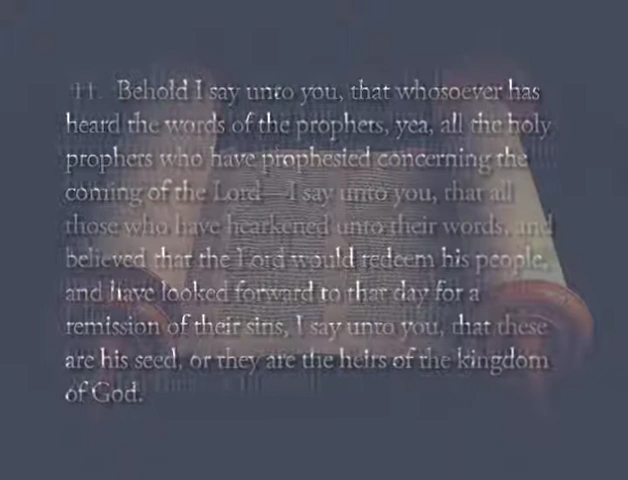 11. Behold I say unto you, that whosoever has
heard the words of the prophets, yea, all the holy
prophets who have prophesied concerning the
coming of the Lord—I say unto you, that all
those who have hearkened unto their words, and
believed that the Lord would redeem his people,
and have looked forward to that day for a
remission of their sins, I say unto you, that these
are his seed, or they are the heirs of the kingdom
of God.